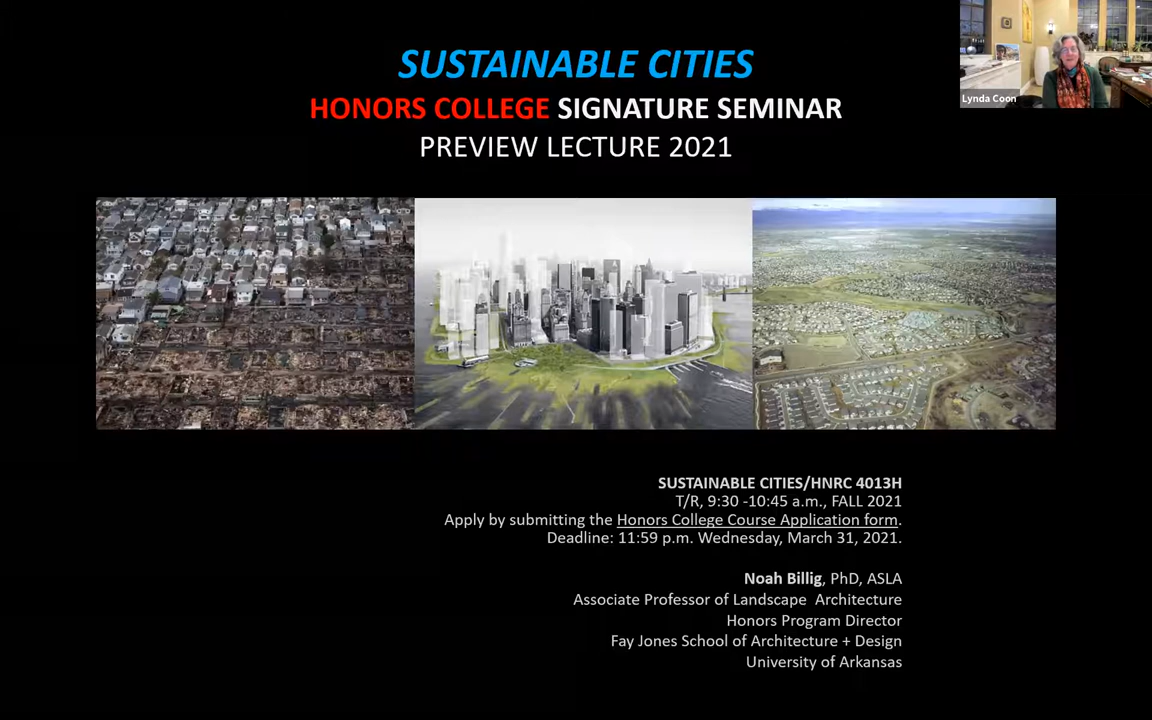 SUSTAINABLE CITIES
HONORS COLLEGE SIGNATURE SEMINAR
PREVIEW LECTURE 2021
Lynda Coon
SUSTAINABLE CITIES/HNRC 4013H
T/R, 9:30 -10:45 a.m., FALL 2021
Apply by submitting the Honors College Course Application form.
Deadline: 11:59 p.m. Wednesday, March 31, 2021.
Noah Billig, PhD, ASLA
Associate Professor of Landscape Architecture
Honors Program Director
Fay Jones School of Architecture + Design
University of Arkansas